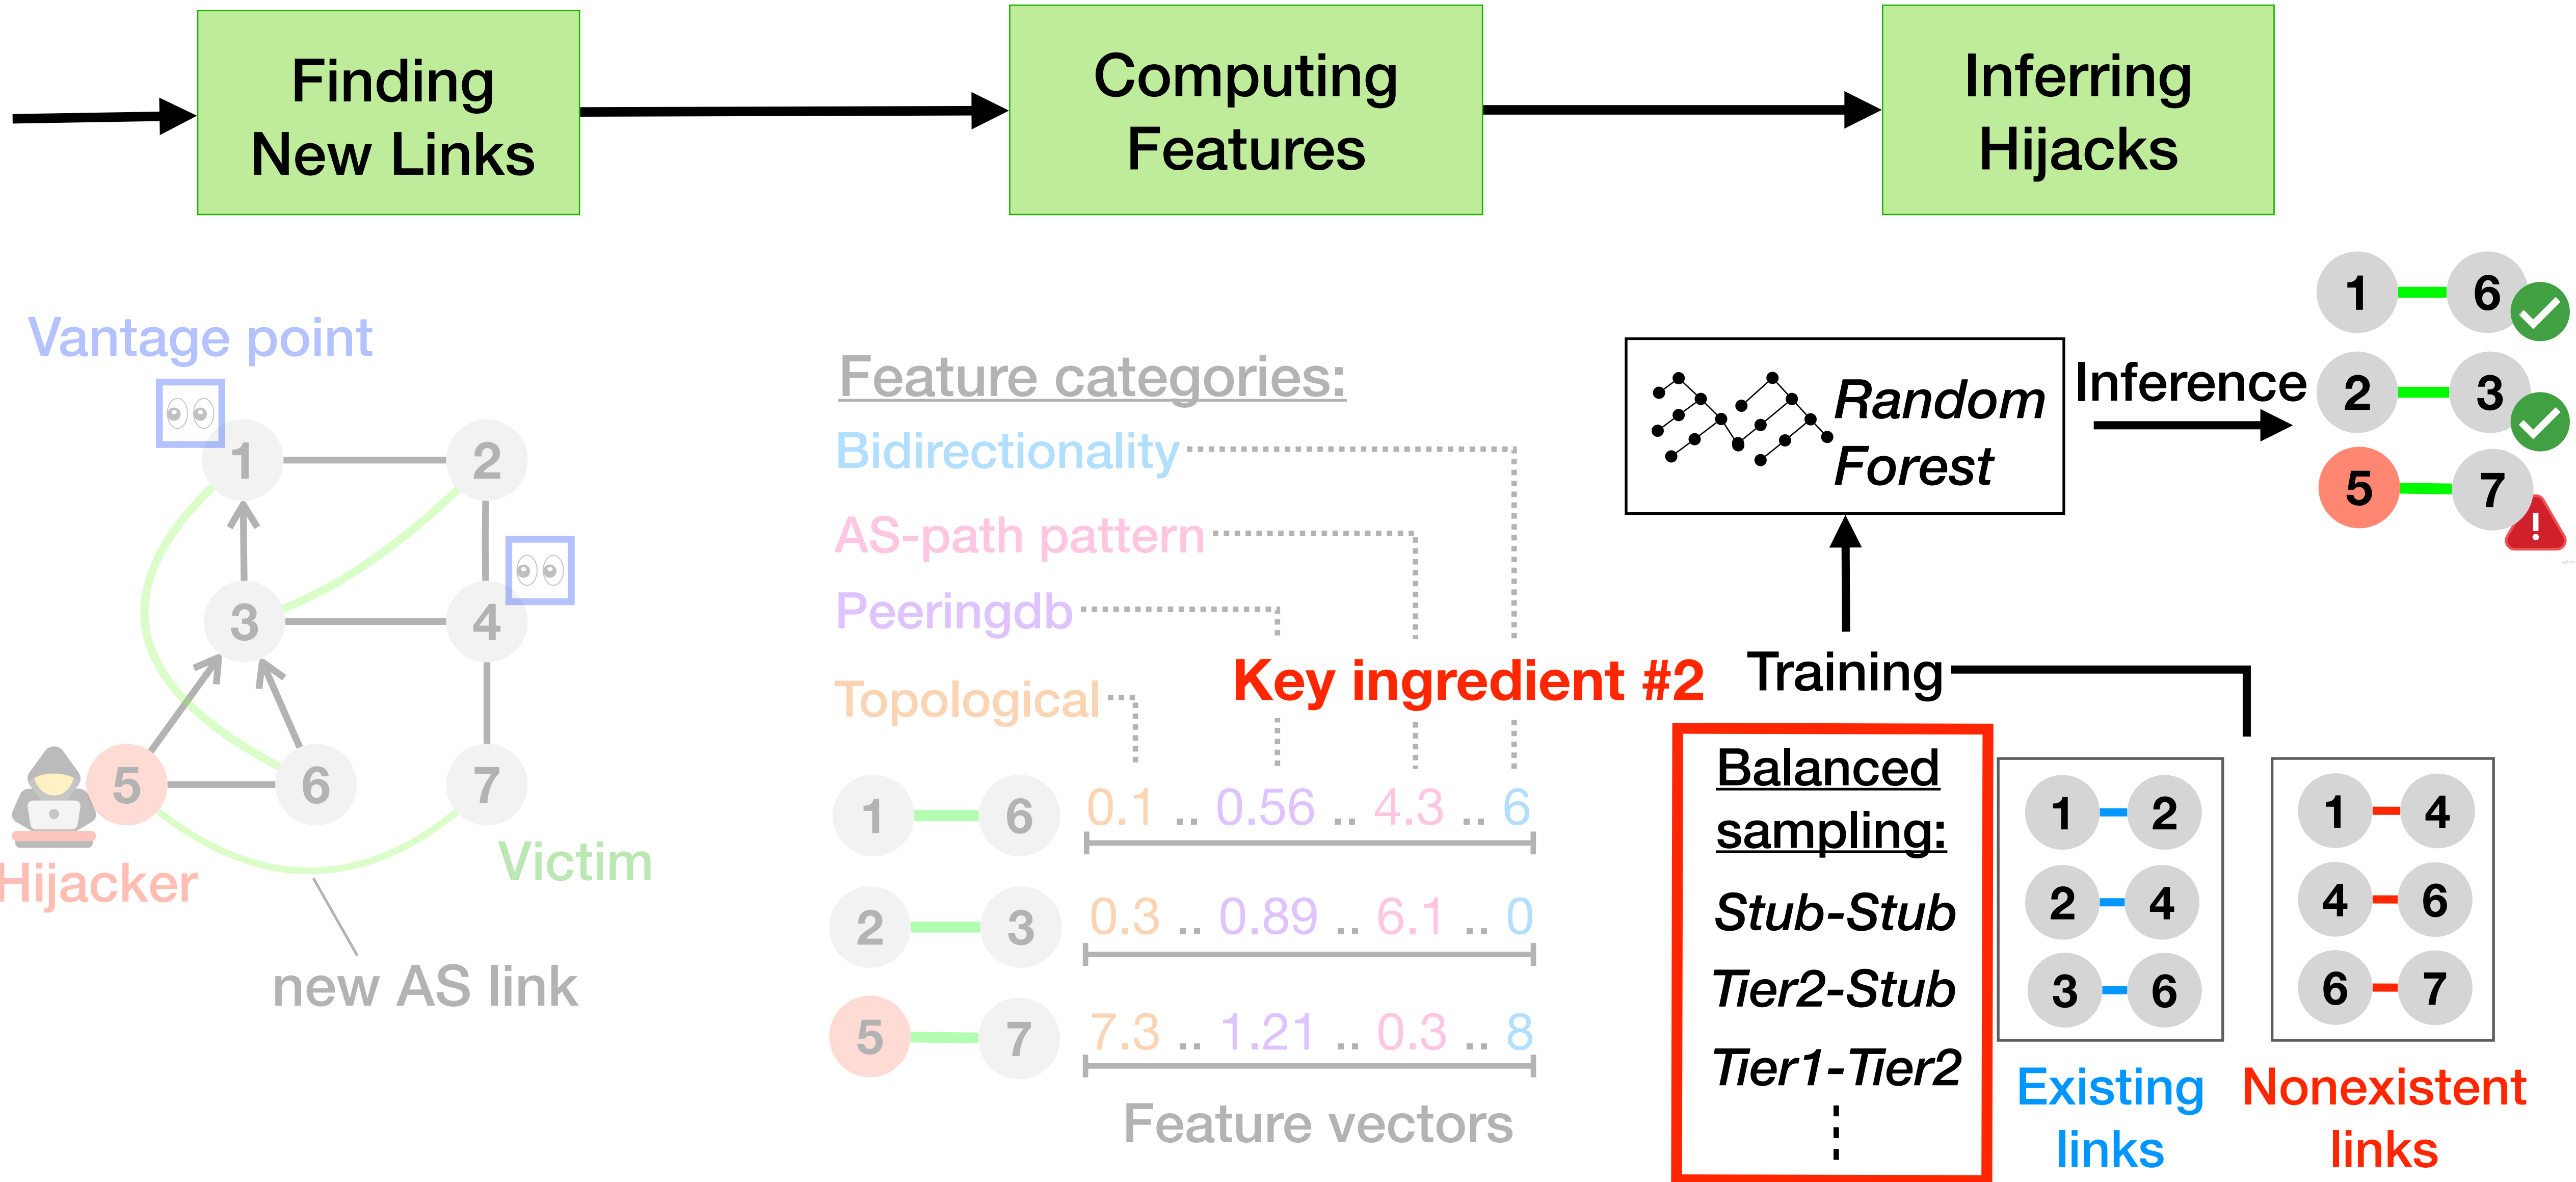 Finding
New Links
Computing
Features
Inferring
Hijacks
Vantage point
1
2
3
4
5
6
7
Hijacker
Victim
new AS link
Feature categories:
Bidirectionality
AS-path pattern
Peeringdb
Topological
Key ingredient #2
1 6 0.1 .. 0.56 .. 4.3 .. 6
2 3 0.3 .. 0.89 .. 6.1 .. 0
5 7 7.3 .. 1.21 .. 0.3 .. 8
Feature vectors
Random
Forest
Inference
1 6
2 3
5 7
!
Training
Balanced
sampling:
Stub-Stub
Tier2-Stub
Tier1-Tier2
1 2
2 4
3 6
Existing
links
1 4
4 6
6 7
Nonexistent
links